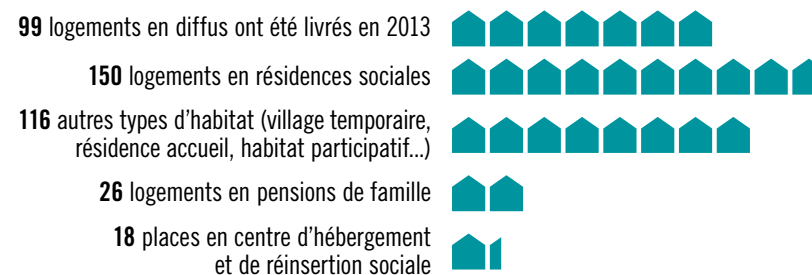 99 logements en diffus ont été livrés en 2013
150 logements en résidences sociales
116 autres types d’habitat (village temporaire,
résidence accueil, habitat participatif...)
26 logements en pensions de famille
18 places en centre d’hébergement
et de réinsertion sociale